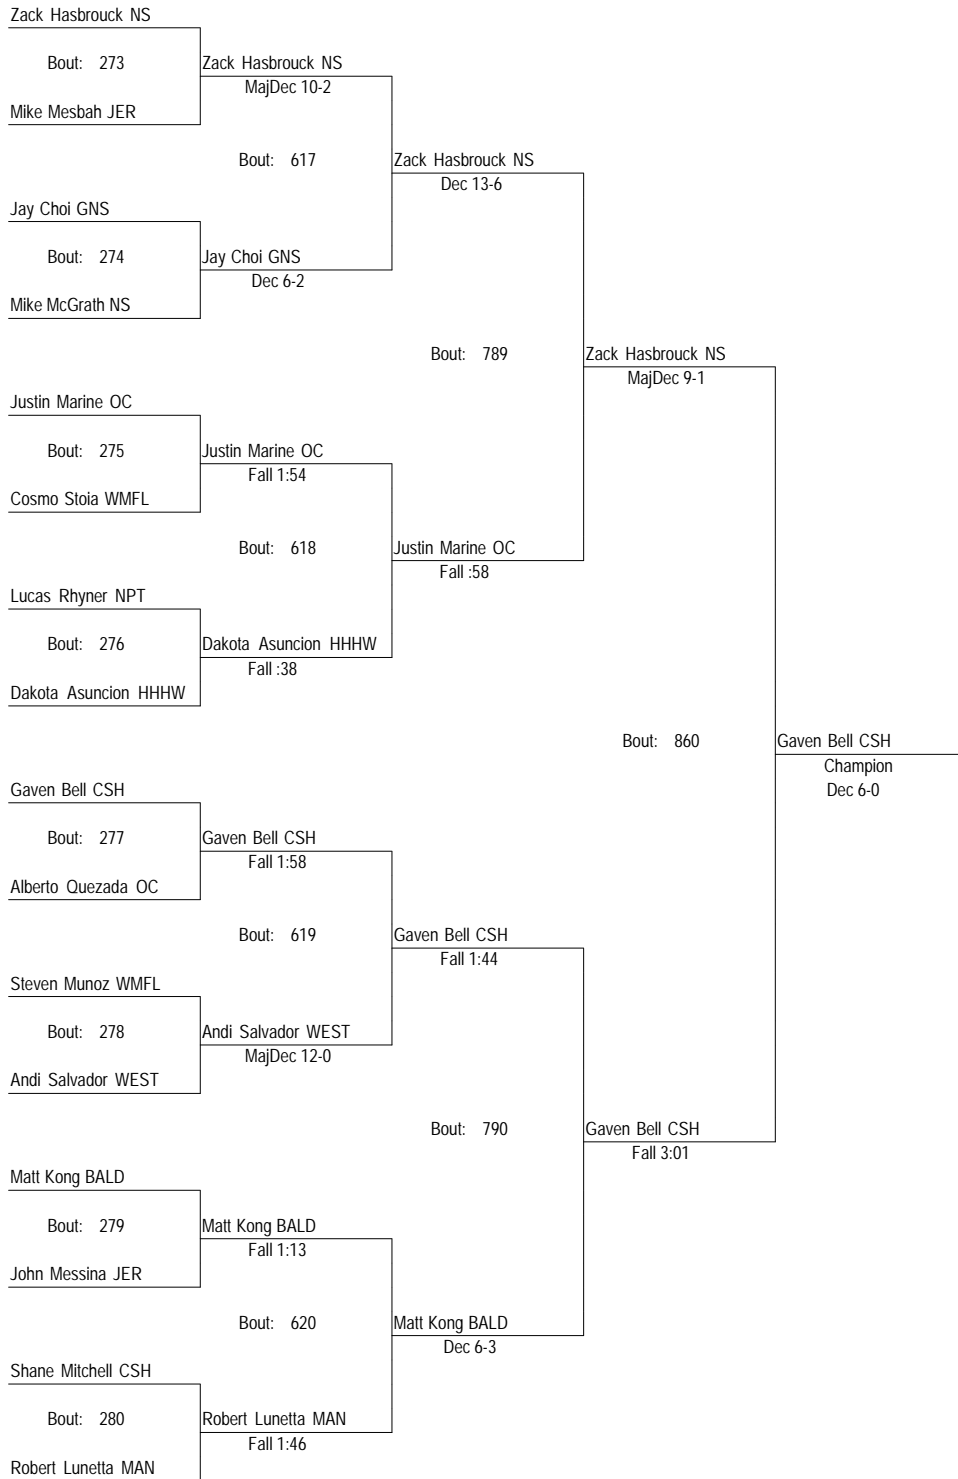 Zack Hasbrouck NS
Bout: 273
Zack Hasbrouck NS
MajDec 10-2
Mike Mesbah JER
Bout: 617
Zack Hasbrouck NS
Dec 13-6
Jay Choi GNS
Bout: 274
Jay Choi GNS
Dec 6-2
Mike McGrath NS
Bout: 789
Zack Hasbrouck NS
MajDec 9-1
Justin Marine OC
Bout: 275
Justin Marine OC
Fall 1:54
Cosmo Stoia WMFL
Bout: 618
Justin Marine OC
Fall :58
Lucas Rhyner NPT
Bout: 276
Dakota Asuncion HHHW
Fall :38
Dakota Asuncion HHHW
Bout: 860
Gaven Bell CSH
Champion
Dec 6-0
Gaven Bell CSH
Bout: 277
Gaven Bell CSH
Fall 1:58
Alberto Quezada OC
Bout: 619
Gaven Bell CSH
Fall 1:44
Steven Munoz WMFL
Bout: 278
Andi Salvador WEST
MajDec 12-0
Andi Salvador WEST
Bout: 790
Gaven Bell CSH
Fall 3:01
Matt Kong BALD
Bout: 279
Matt Kong BALD
Fall 1:13
John Messina JER
Bout: 620
Matt Kong BALD
Dec 6-3
Shane Mitchell CSH
Bout: 280
Robert Lunetta MAN
Fall 1:46
Robert Lunetta MAN